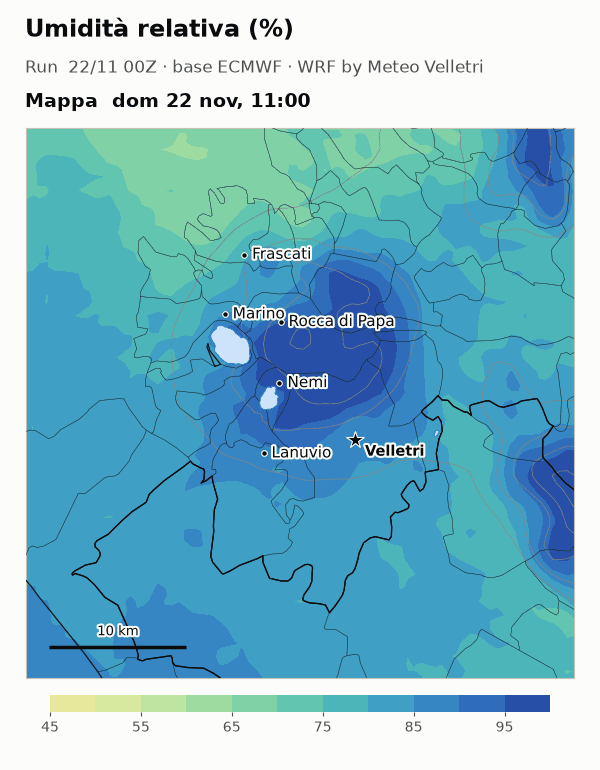 Umidità relativa (%)
Run  22/11 00Z · base ECMWF · WRF by Meteo Velletri
Mappa  dom 22 nov, 11:00
Frascati
Marino
Rocca di Papa
Nemi
Velletri
Lanuvio
10 km
45 55 65 75 85 95